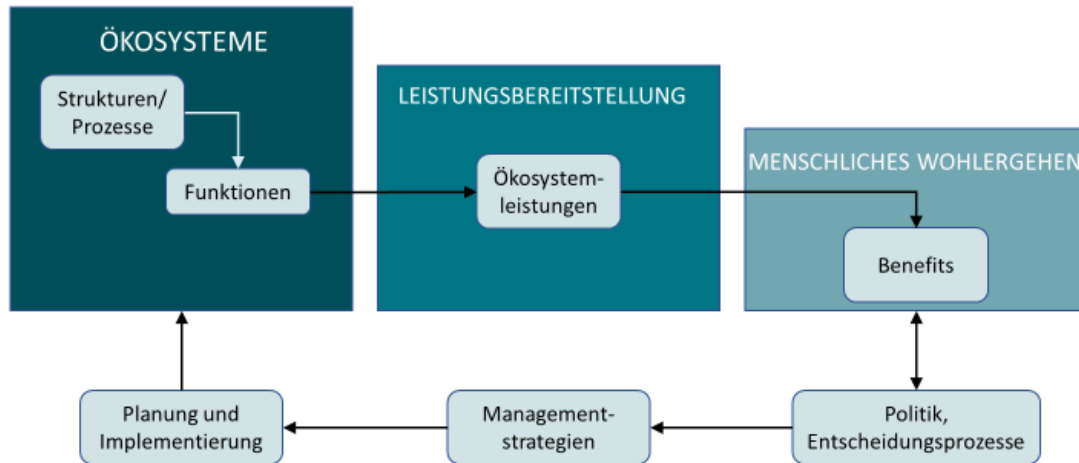 ÖKOSYSTEME
Strukturen/
Prozesse
Funktionen
LEISTUNGSBEREITSTELLUNG
Ökosystem-
leistungen
MENSCHLICHES WOHLERGEHEN
Benefits
Planung und
Implementierung
Management-
strategien
Politik,
Entscheidungsprozesse